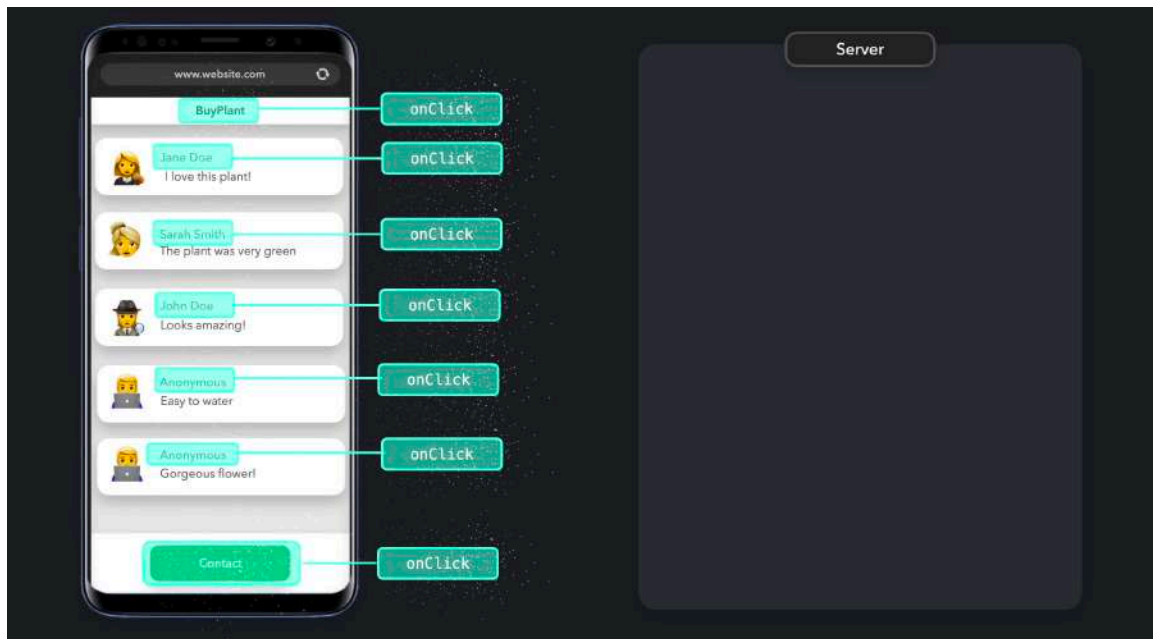 Server
www.website.com
BuyPlant
onClick
Jane Doe
onClick
I love this plant!
Sarah Smith
onClick
The plant was very green
John Doe
onClick
Looks amazing!
Anonymous
onClick
Easy to water
Anonymous
onClick
Gorgeous flower!
Contact
onClick